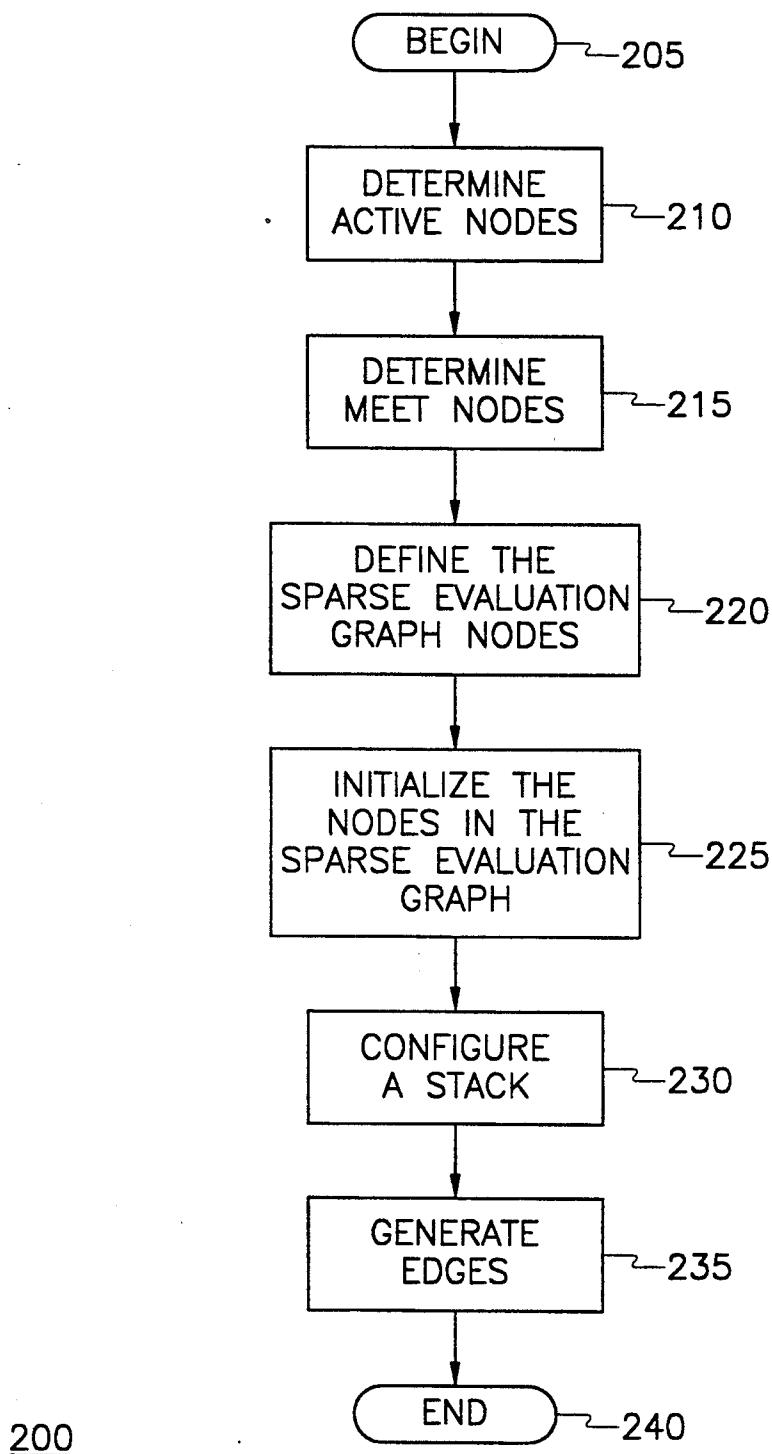 BEGIN
205
DETERMINE
ACTIVE NODES
210
DETERMINE
MEET NODES
215
DEFINE THE
SPARSE EVALUATION
GRAPH NODES
220
INITIALIZE THE
NODES IN THE
SPARSE EVALUATION
GRAPH
225
CONFIGURE
A STACK
230
GENERATE
EDGES
235
END
240
200